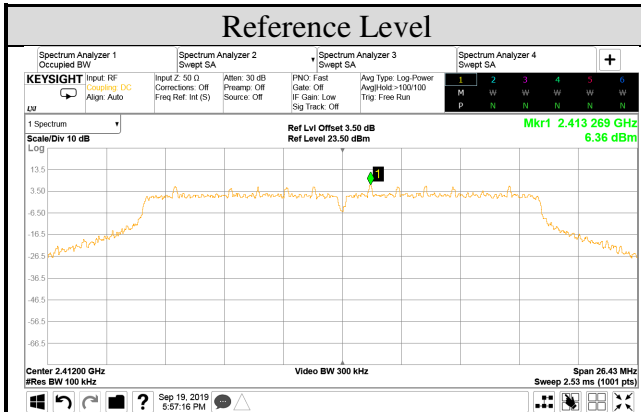 Reference Level
Spectrum Analyzer 1
Occupied BW
Spectrum Analyzer 2
Swept SA
Spectrum Analyzer 3
Swept SA
Spectrum Analyzer 4
Swept SA
+
KEYSIGHT
Input: RF
Coupling: DC
Align: Auto
Input Z: 50 Ω
Corrections: Off
Freq Ref: Int (S)
Atten: 30 dB
Preamp: Off
Source: Off
PNO: Fast
Gate: Off
IF Gain: Low
Sig Track: Off
Avg Type: Log-Power
Avg|Hold:>100/100
Trig: Free Run
1 2 3 4 5 6
M W W W W W
P N N N N N
LXI
1 Spectrum
Scale/Div 10 dB
Log
Ref Lvl Offset 3.50 dB
Ref Level 23.50 dBm
Mkr1 2.413 269 GHz
6.36 dBm
13.5
3.50
-6.50
-16.5
-26.5
-36.5
-46.5
-56.5
-66.5
1
Center 2.41200 GHz
#Res BW 100 kHz
Video BW 300 kHz
Span 26.43 MHz
Sweep 2.53 ms (1001 pts)
?
Sep 19, 2019
5:57:16 PM